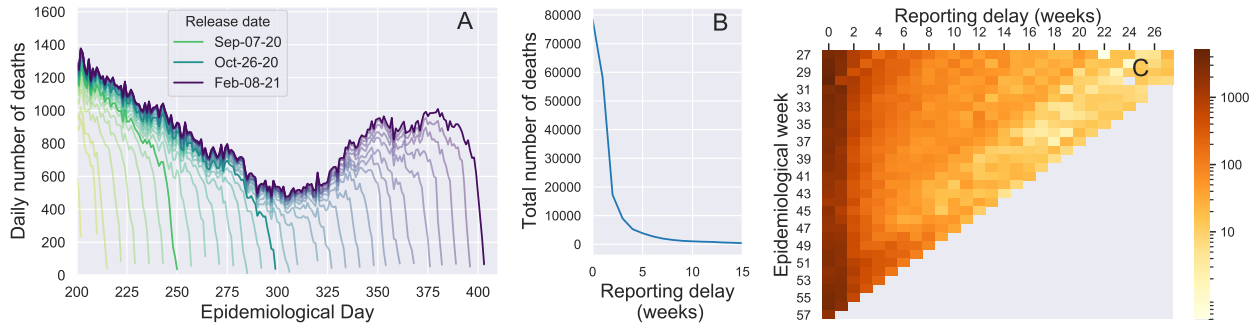 A
Release date
Sep-07-20
Oct-26-20
Feb-08-21
1600
1400
1200
1000
800
600
400
200
0
Daily number of deaths
200 225 250 275 300 325 350 375 400
Epidemiological Day
B
80000
70000
60000
50000
40000
30000
20000
10000
0
Total number of deaths
0 5 10 15
Reporting delay
(weeks)
Reporting delay (weeks)
0 2 4 6 8 10 12 14 16 18 20 22 24 26
C
27
29
31
33
35
37
39
41
43
45
47
49
51
53
55
57
Epidemiological week
1000
100
10